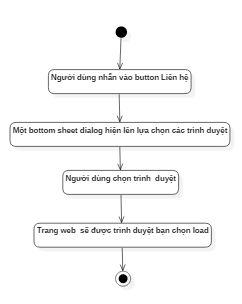 Người dùng nhấn vào button Liên hệ
Một bottom sheet dialog hiện lên lựa chọn các trình duyệt
Người dùng chọn trình duyệt
Trang web sẽ được trình duyệt bạn chọn load